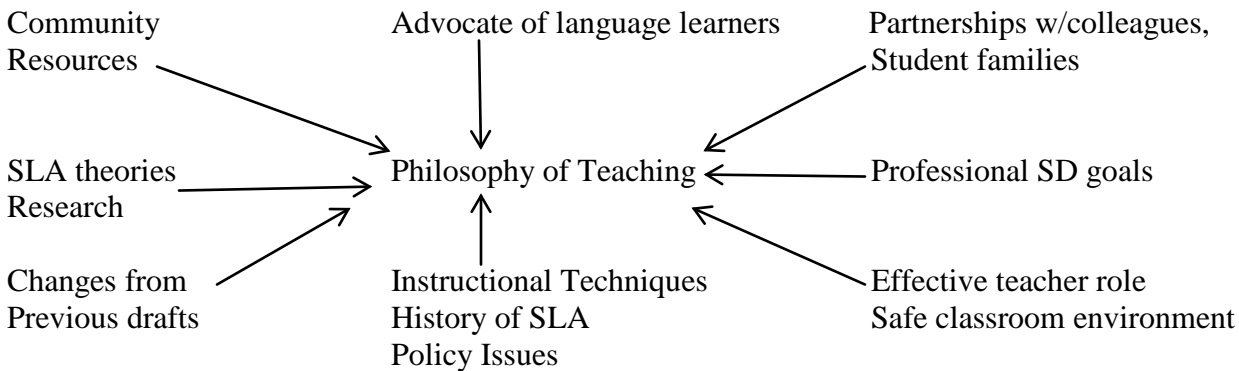 Community
Resources
Advocate of language learners
Partnerships w/colleagues,
Student families
SLA theories
Research
Philosophy of Teaching
Professional SD goals
Changes from
Previous drafts
Instructional Techniques
History of SLA
Policy Issues
Effective teacher role
Safe classroom environment